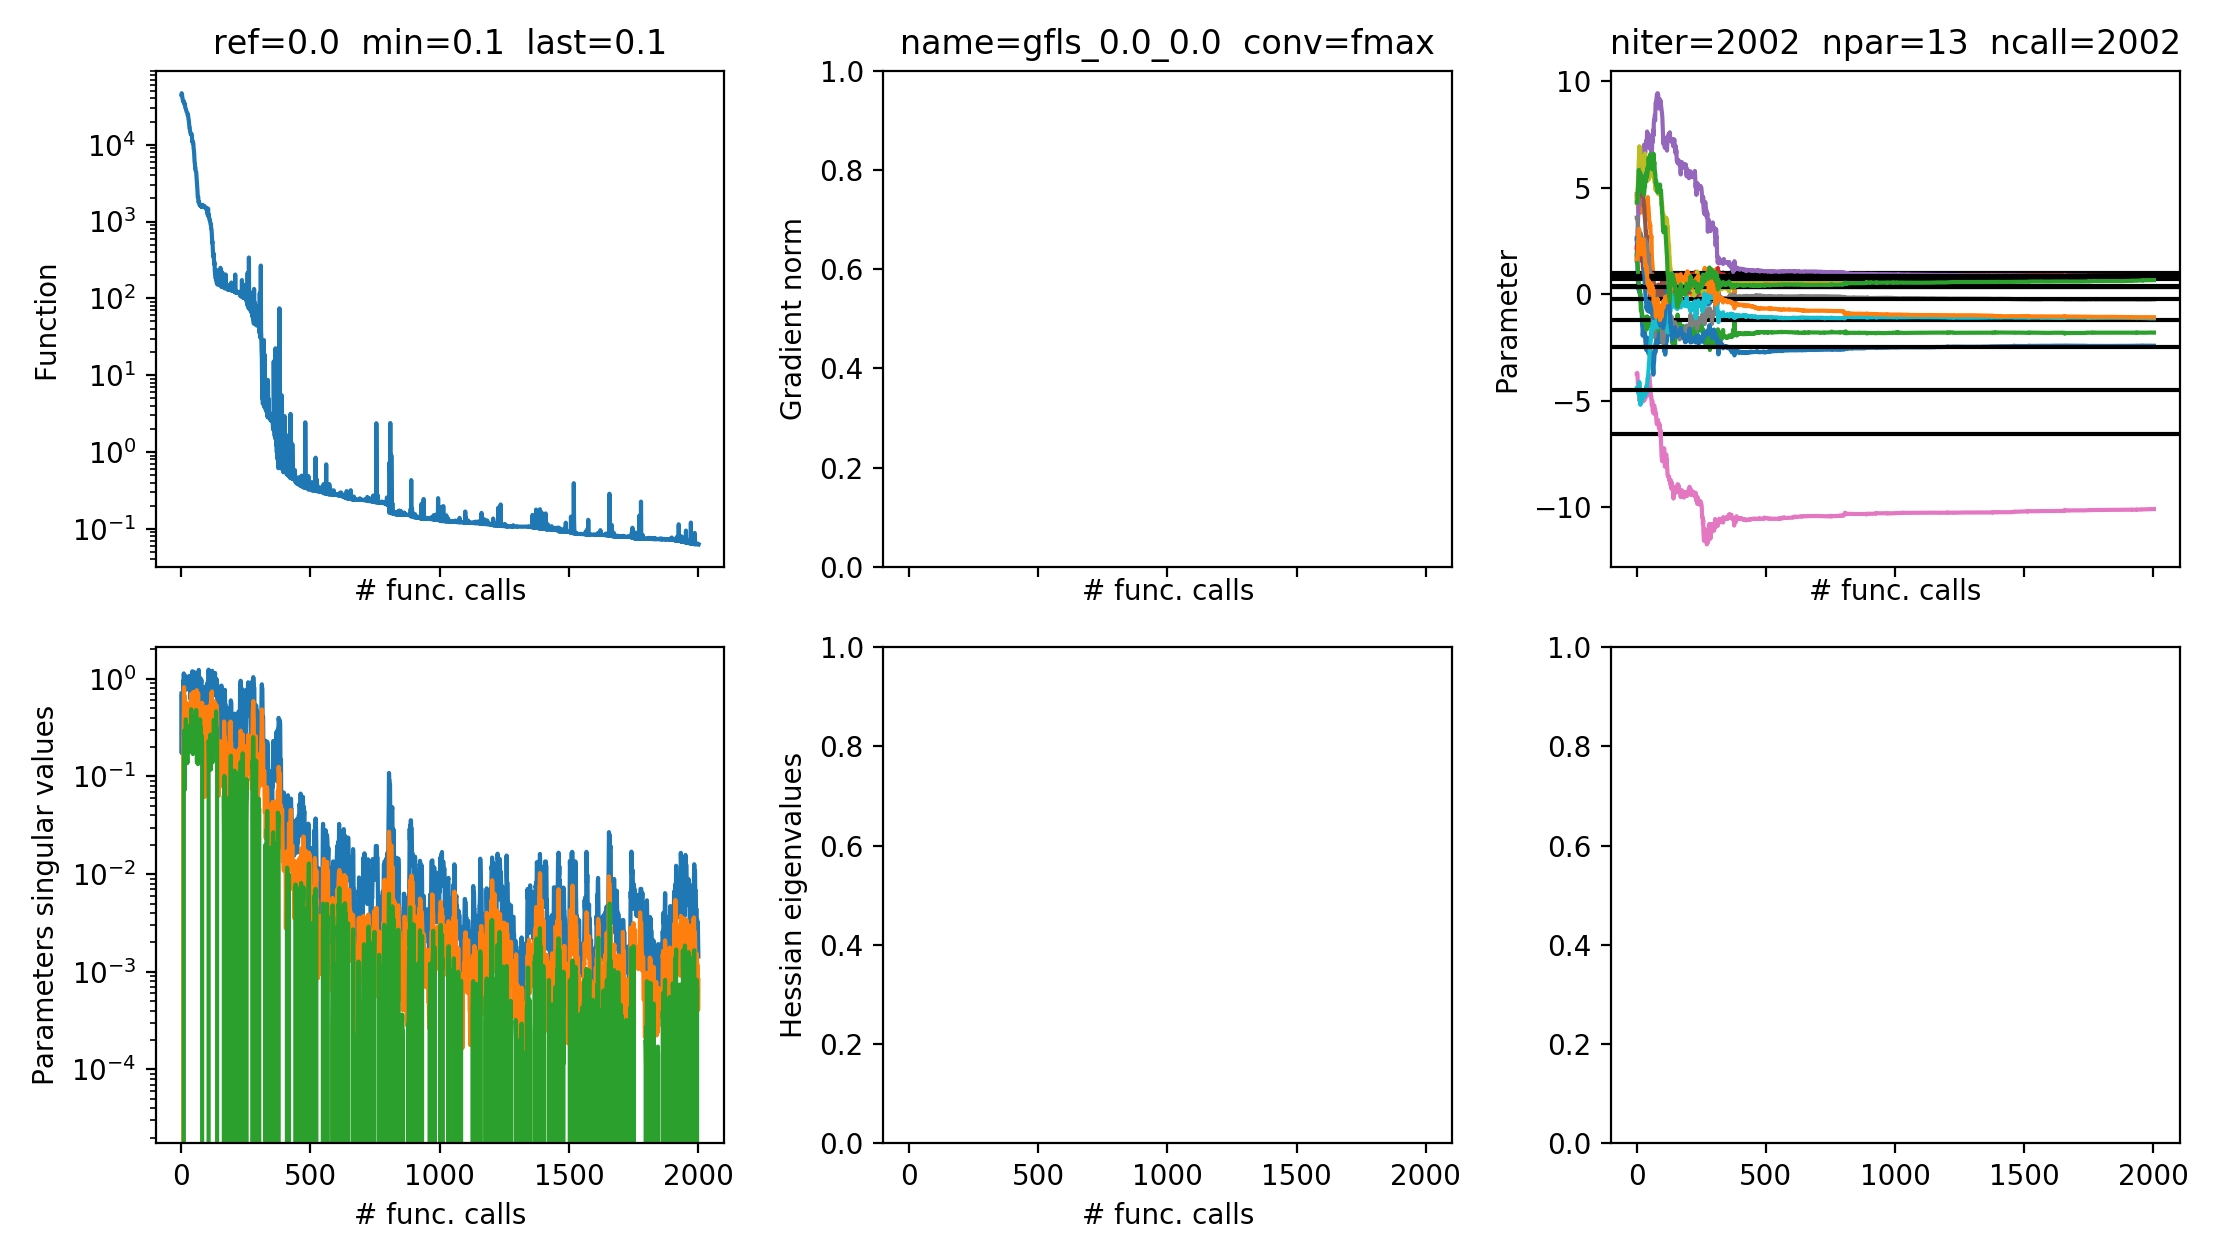 ref=0.0 min=0.1 last=0.1
name=gfls_0.0_0.0 conv=fmax
niter=2002 npar=13 ncall=2002
Function
10^4
10^3
10^2
10^1
10^0
10^-1
# func. calls
Gradient norm
1.0
0.8
0.6
0.4
0.2
0.0
# func. calls
Parameter
10
5
0
−5
−10
# func. calls
Parameters singular values
10^0
10^-1
10^-2
10^-3
10^-4
0 500 1000 1500 2000
# func. calls
Hessian eigenvalues
1.0
0.8
0.6
0.4
0.2
0.0
0 500 1000 1500 2000
# func. calls
1.0
0.8
0.6
0.4
0.2
0.0
0 500 1000 1500 2000